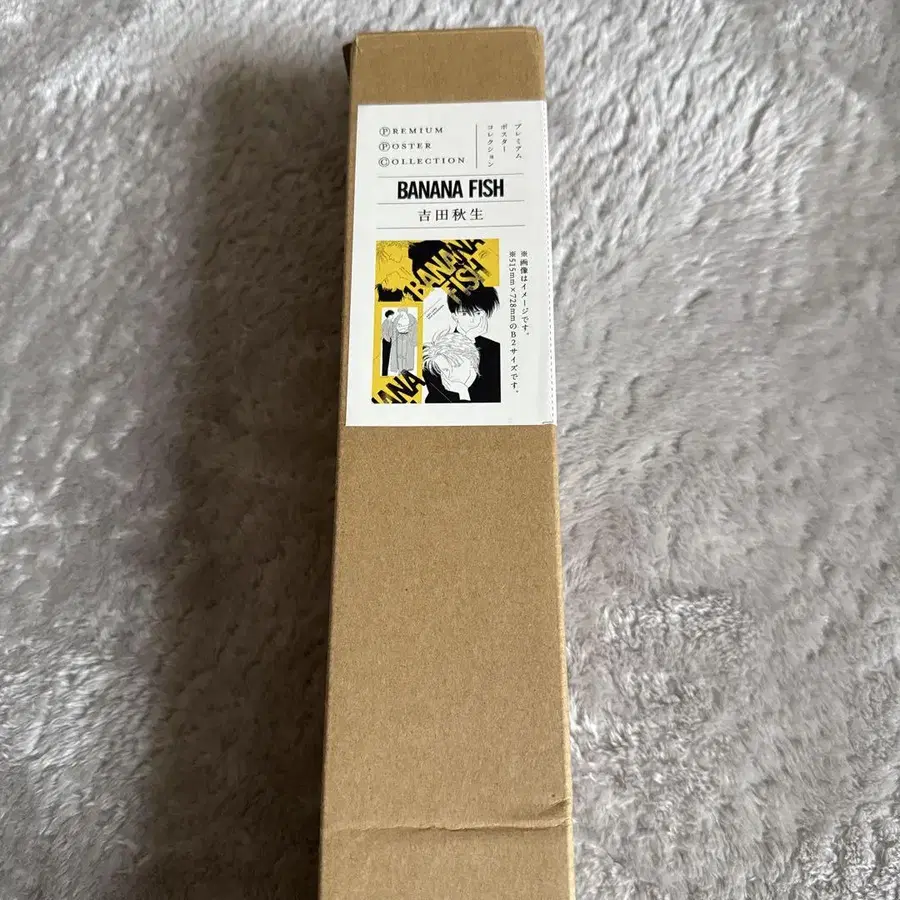 PREMIUM
POSTER
COLLECTION
プレミアム
ポスター
コレクション
BANANA FISH
吉田秋生
BANANA
FISH
ANA
※画像はイメージです。
※515mm×728mmのB2サイズです。